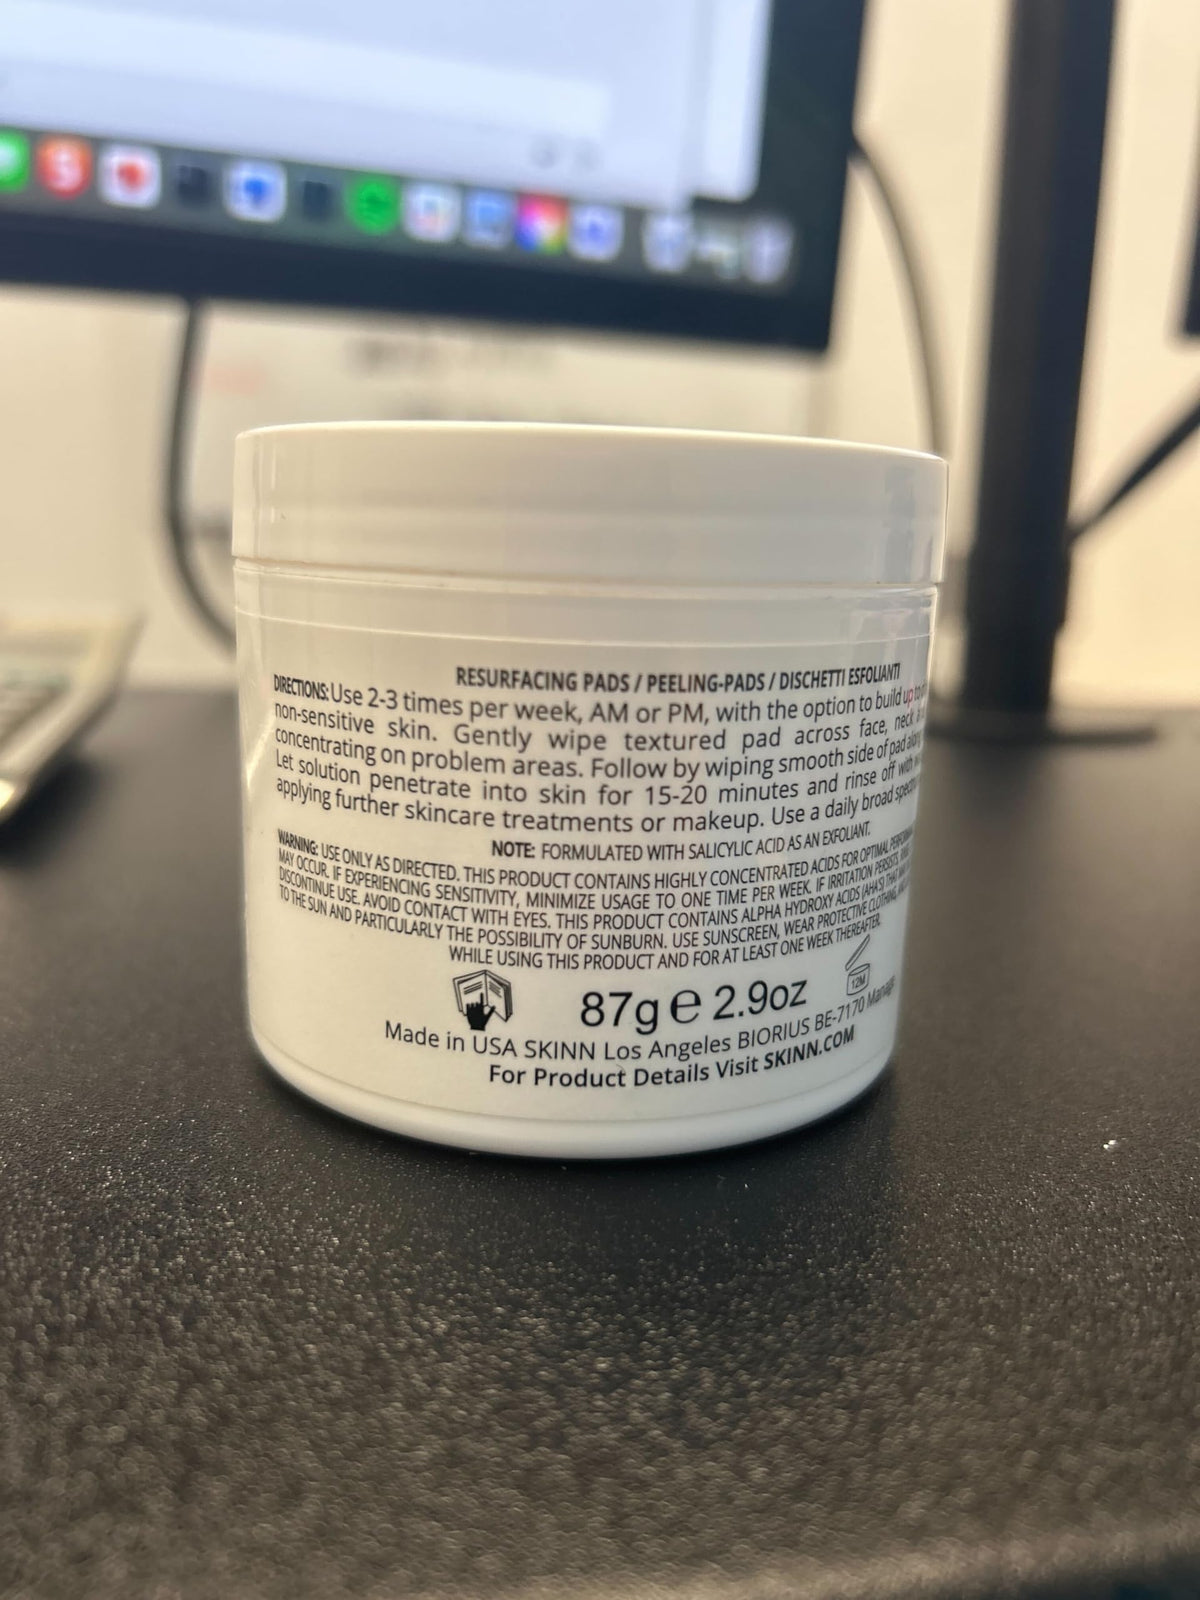 RESURFACING PADS / PEELING-PADS / DISCHETTI ESFOLIANTI
DIRECTIONS: Use 2-3 times per week, AM or PM, with the option to build up to
non-sensitive skin. Gently wipe textured pad across face, neck
concentrating on problem areas. Follow by wiping smooth side of pad along
Let solution penetrate into skin for 15-20 minutes and rinse off with
applying further skincare treatments or makeup. Use a daily broad
NOTE: FORMULATED WITH SALICYLIC ACID AS AN EXFOLIANT.
WARNING: USE ONLY AS DIRECTED. THIS PRODUCT CONTAINS HIGHLY CONCENTRATED ACIDS FOR OPTIMAL
MAY OCCUR. IF EXPERIENCING SENSITIVITY, MINIMIZE USAGE TO ONE TIME PER WEEK. IF IRRITATION PERSISTS,
DISCONTINUE USE. AVOID CONTACT WITH EYES. THIS PRODUCT CONTAINS ALPHA HYDROXY ACIDS (AHA'S) THAT
TO THE SUN AND PARTICULARLY THE POSSIBILITY OF SUNBURN. USE SUNSCREEN, WEAR PROTECTIVE CLOTHING,
WHILE USING THIS PRODUCT AND FOR AT LEAST ONE WEEK THEREAFTER.
87g ℮ 2.9oz
12M
Made in USA SKINN Los Angeles BIORIUS BE-7170 Manage
For Product Details Visit SKINN.COM